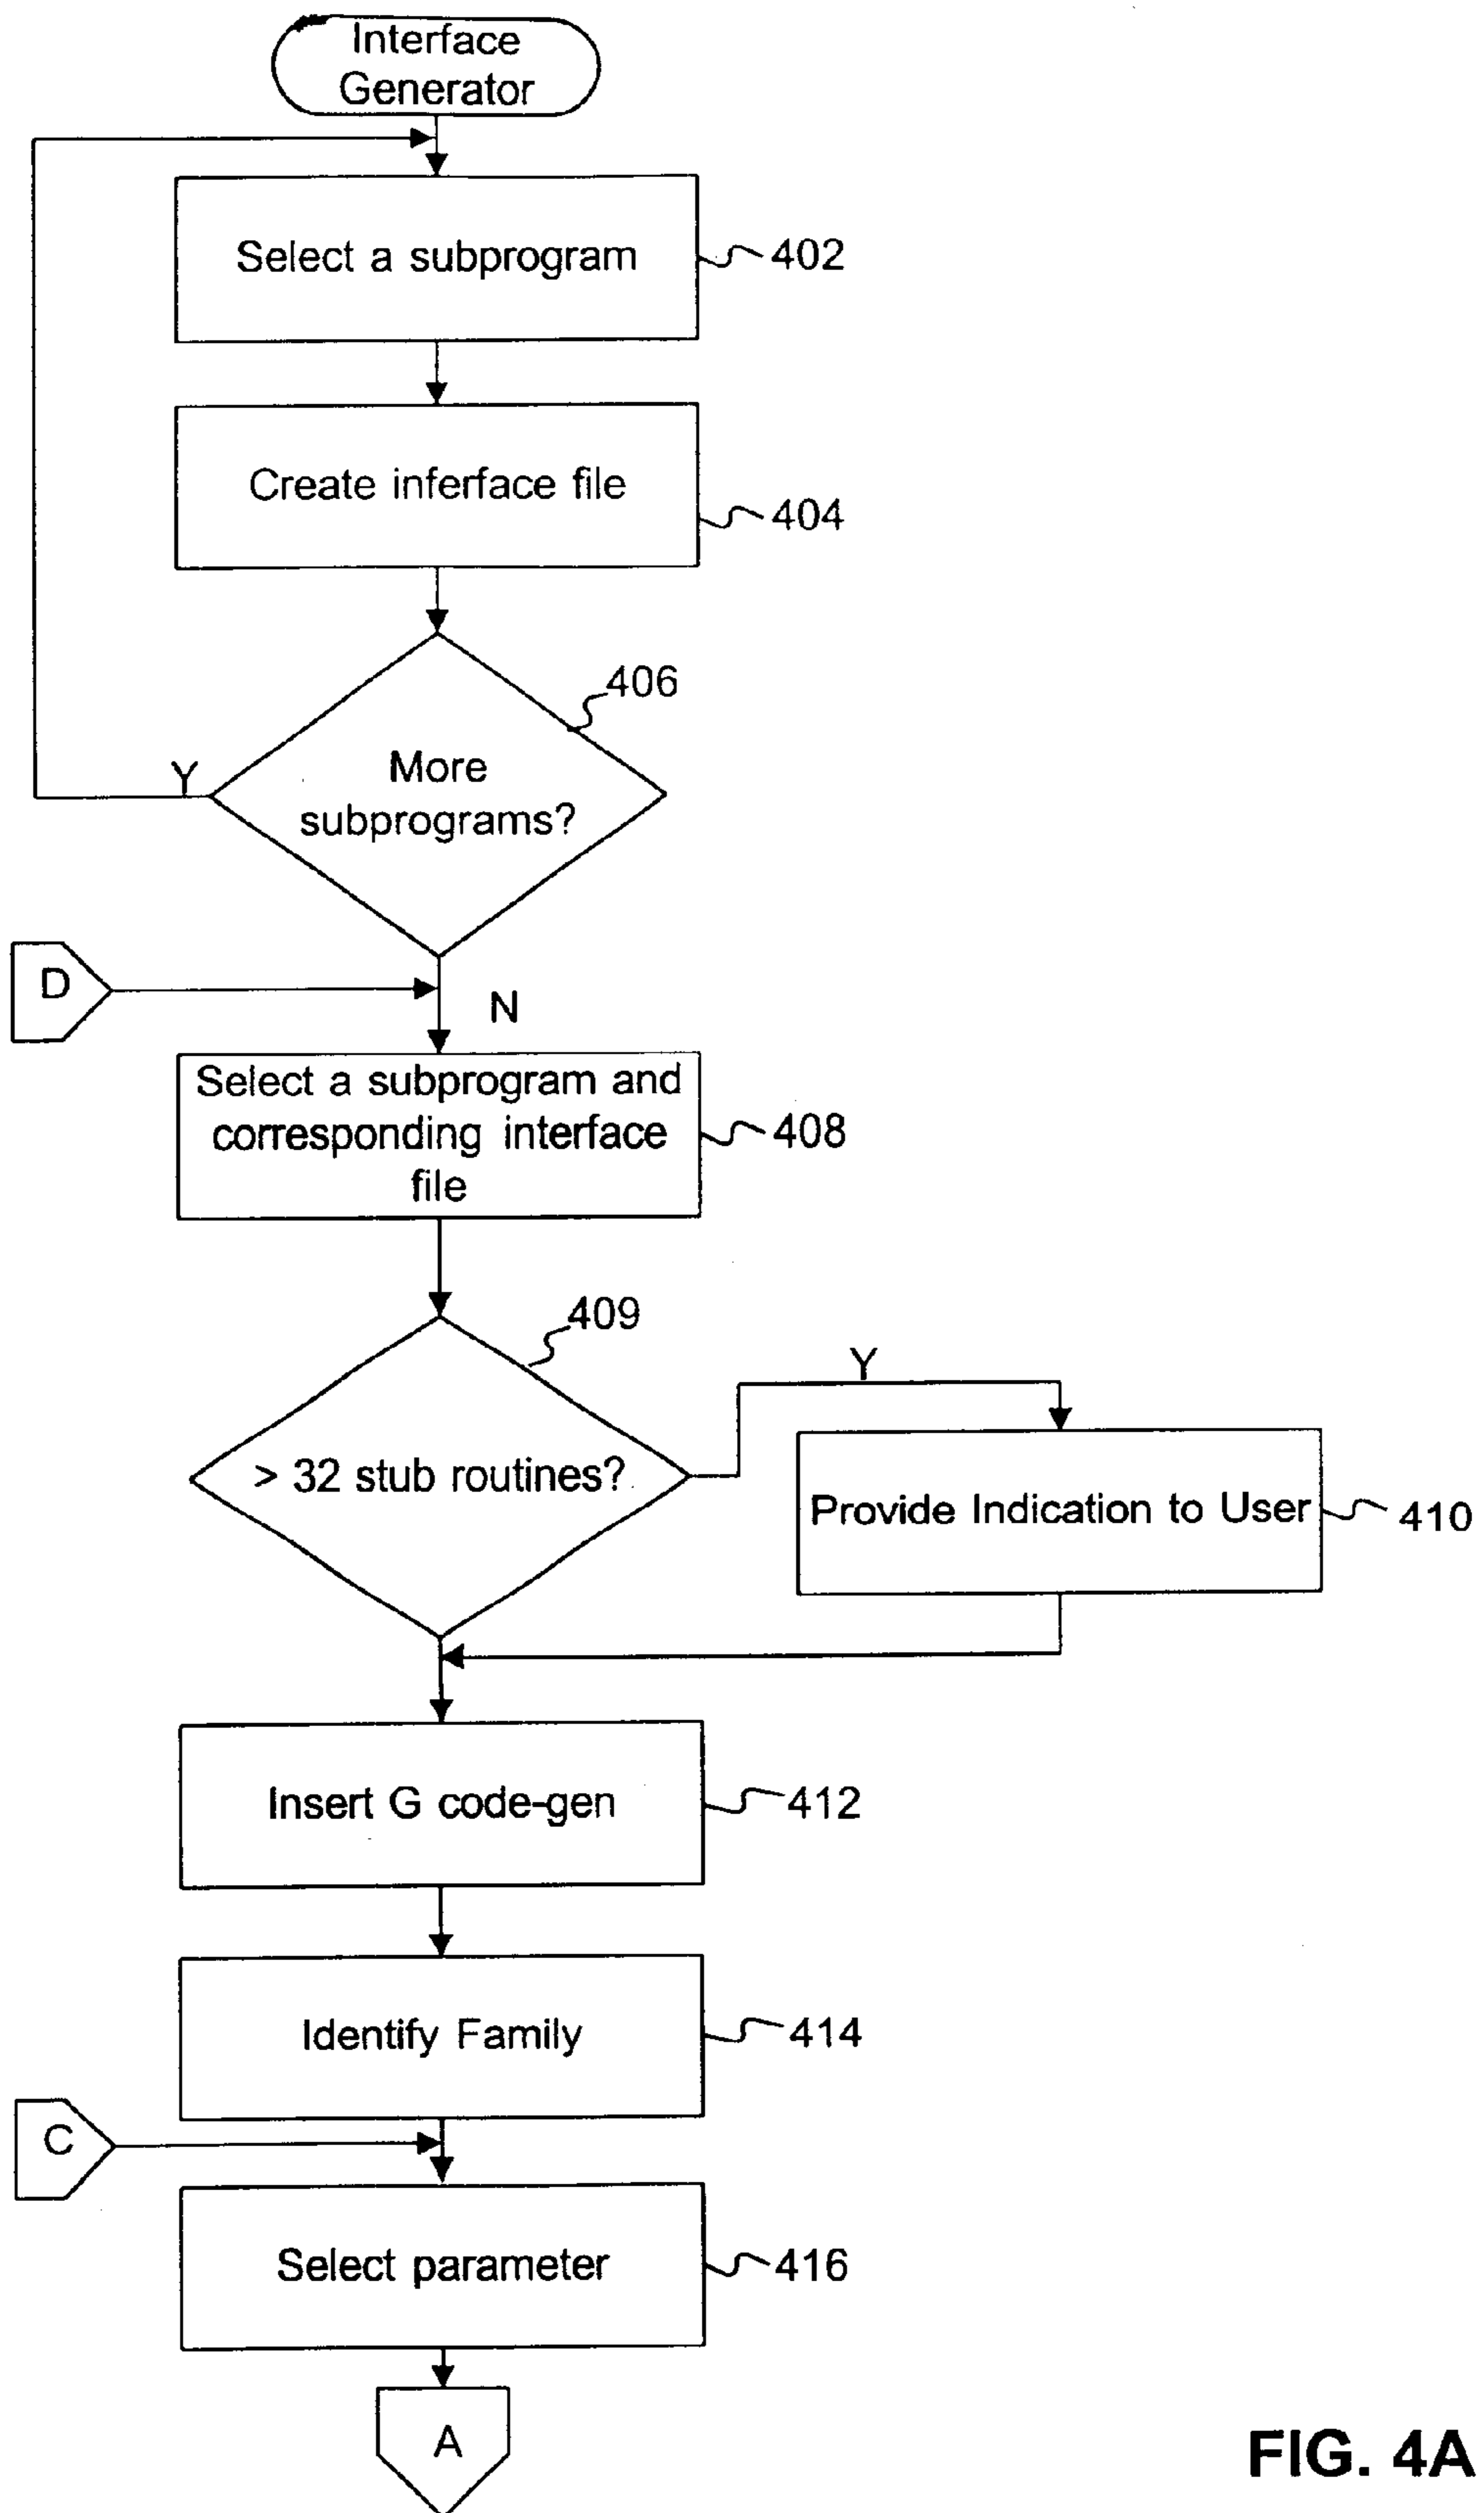 Interface
Generator
Select a subprogram
402
Create inferface file
404
406
More
subprograms?
Y
D
N
Select a subprogram and
corresponding interface
file
408
409
> 32 stub routines?
Y
Provide Indication to User
410
Insert G code-gen
412
Identify Family
414
C
Select parameter
416
A
FIG. 4A